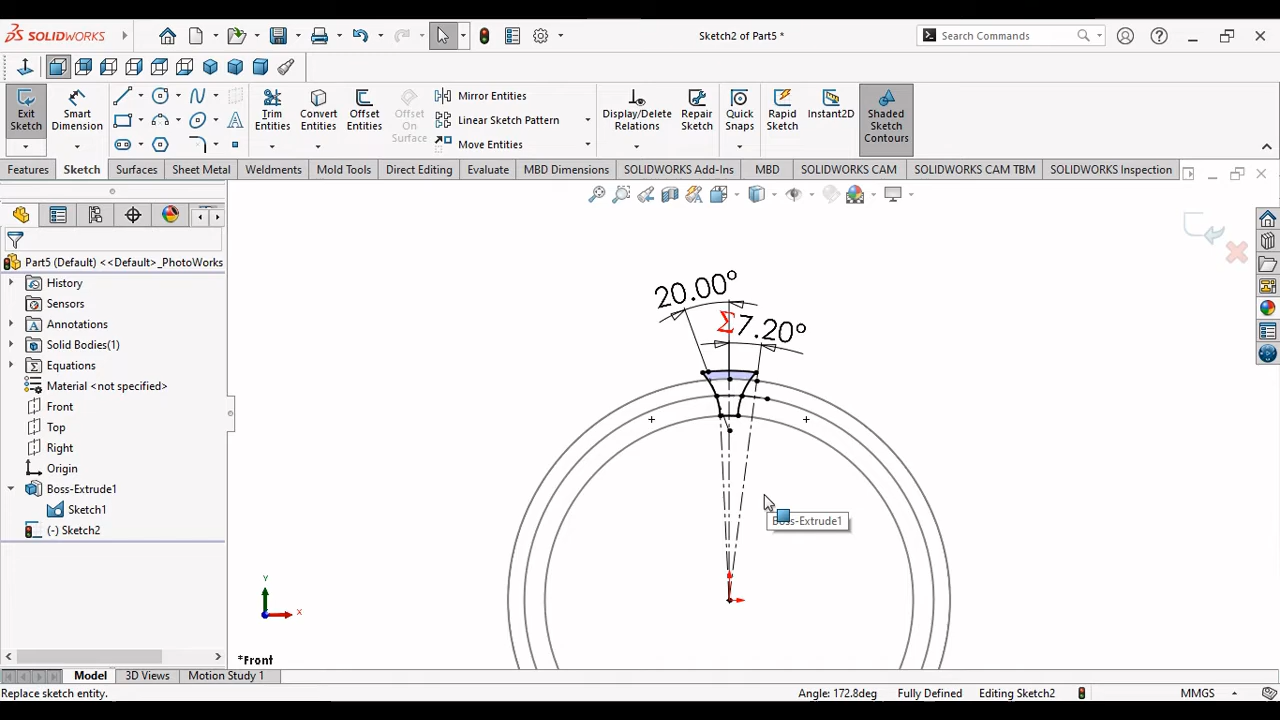 SOLIDWORKS
Sketch2 of Part5 *
Search Commands
Exit Sketch
Smart Dimension
Trim Entities
Convert Entities
Offset Entities
Offset On Surface
Mirror Entities
Linear Sketch Pattern
Move Entities
Display/Delete Relations
Repair Sketch
Quick Snaps
Rapid Sketch
Instant2D
Shaded Sketch Contours
Features Sketch Surfaces Sheet Metal Weldments Mold Tools Direct Editing Evaluate MBD Dimensions SOLIDWORKS Add-Ins MBD SOLIDWORKS CAM SOLIDWORKS CAM TBM SOLIDWORKS Inspection
Part5 (Default) <<Default>_PhotoWorks
History
Sensors
Annotations
Solid Bodies(1)
Equations
Material <not specified>
Front
Top
Right
Origin
Boss-Extrude1
Sketch1
(-) Sketch2
20.00°
Σ7.20°
Boss-Extrude1
Y
X
*Front
Model 3D Views Motion Study 1
Replace sketch entity. Angle: 172.8deg Fully Defined Editing Sketch2 MMGS